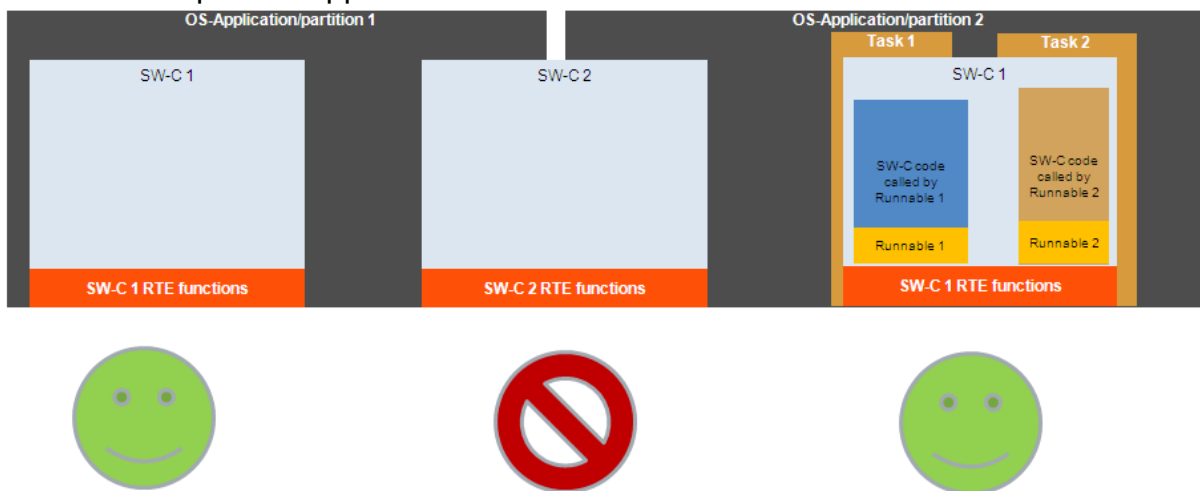 OS-Application/partition 1
OS-Application/partition 2
Task 1
Task 2
SW-C 1
SW-C 2
SW-C 1
SW-C code
called by
Runnable 1
SW-C code
called by
Runnable 2
Runnable 1
Runnable 2
SW-C 1 RTE functions
SW-C 2 RTE functions
SW-C 1 RTE functions